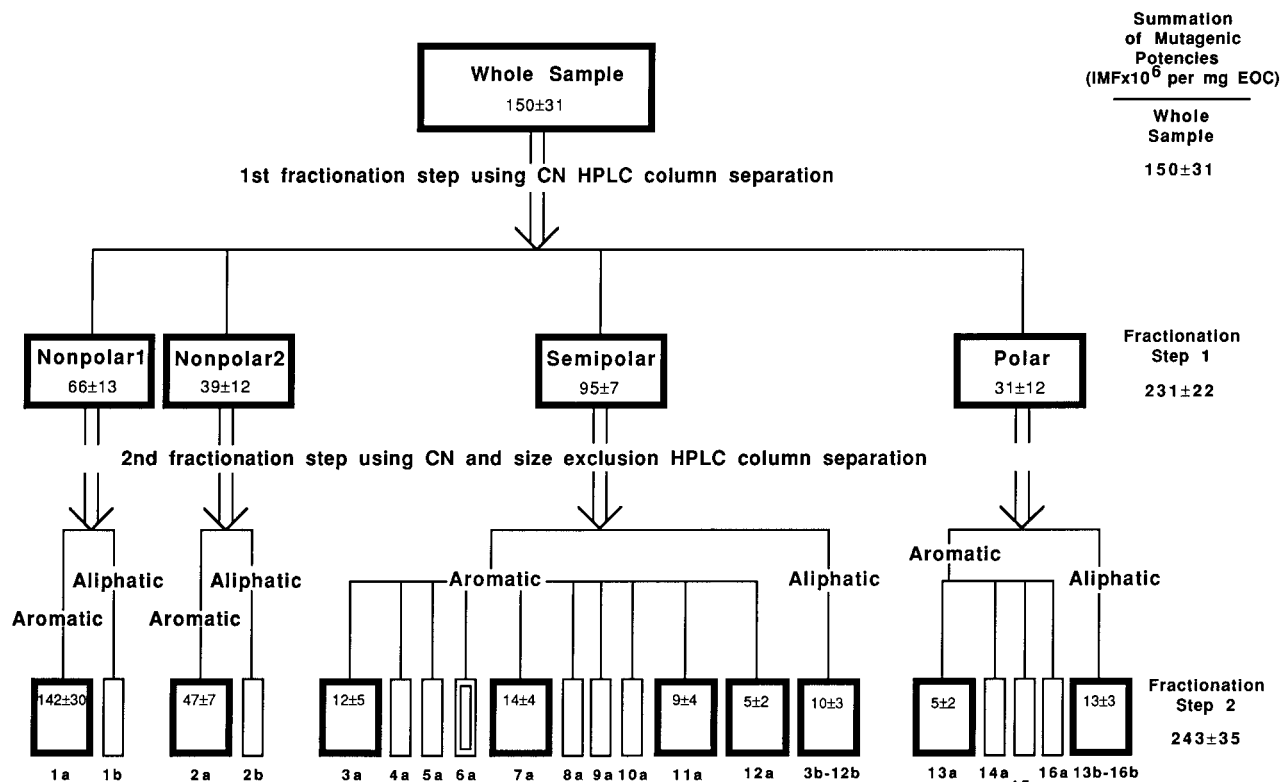 Summation
of Mutagenic
Potencies
(IMFx10⁶ per mg EOC)
Whole Sample
150±31
Whole
Sample
150±31
1st fractionation step using CN HPLC column separation
Nonpolar1
66±13
Nonpolar2
39±12
Semipolar
95±7
Polar
31±12
Fractionation
Step 1
231±22
2nd fractionation step using CN and size exclusion HPLC column separation
Aromatic
Aliphatic
Aromatic
Aliphatic
Aromatic
Aliphatic
Aromatic
Aliphatic
142±30
47±7
12±5
14±4
9±4
5±2
10±3
5±2
13±3
Fractionation
Step 2
243±35
1a 1b 2a 2b 3a 4a 5a 6a 7a 8a 9a 10a 11a 12a 3b-12b 13a 14a 16a 13b-16b